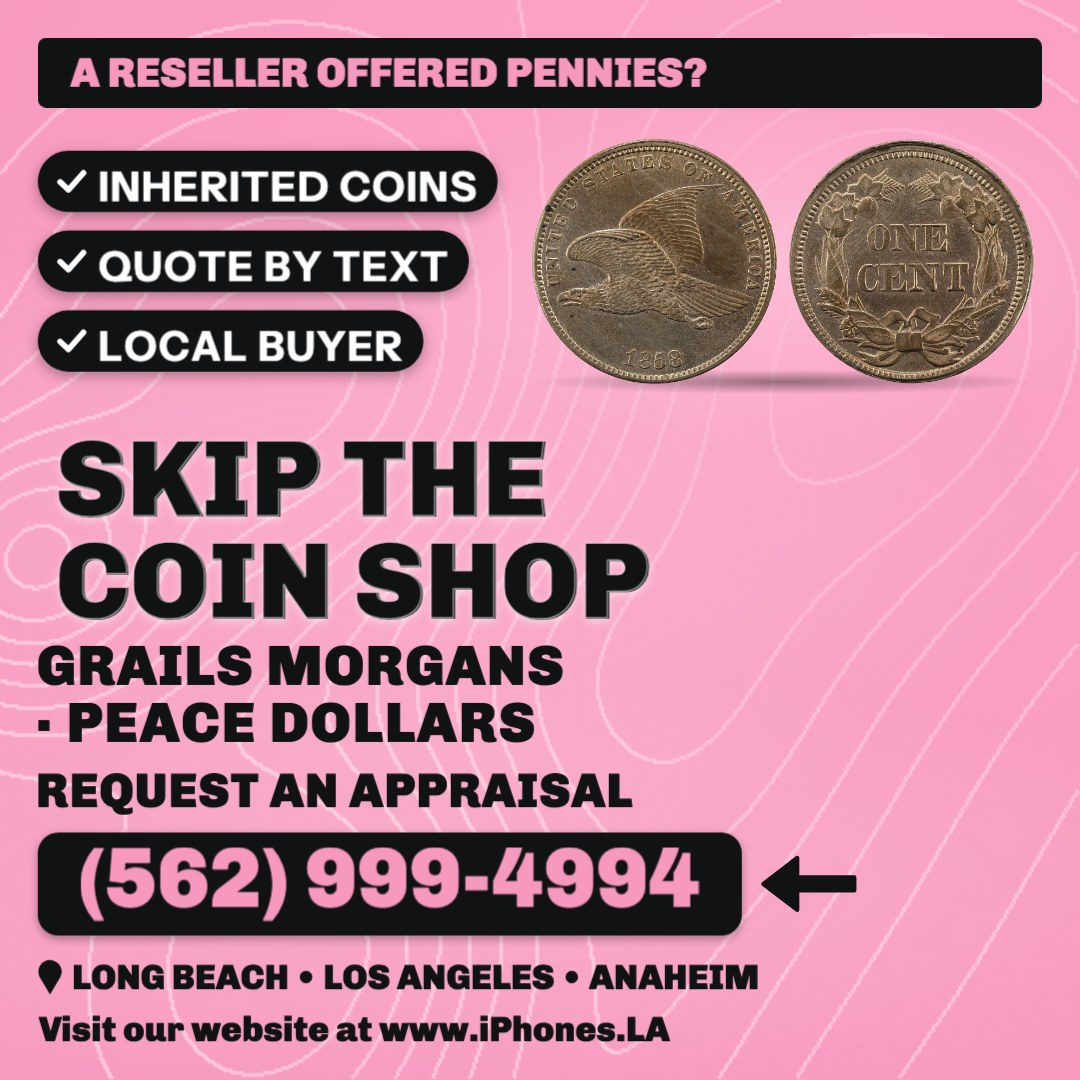 A RESELLER OFFERED PENNIES?
✓ INHERITED COINS
✓ QUOTE BY TEXT
✓ LOCAL BUYER
UNITED STATES OF AMERICA
1858
ONE
CENT
SKIP THE
COIN SHOP
GRAILS MORGANS
· PEACE DOLLARS
REQUEST AN APPRAISAL
(562) 999-4994
LONG BEACH • LOS ANGELES • ANAHEIM
Visit our website at www.iPhones.LA